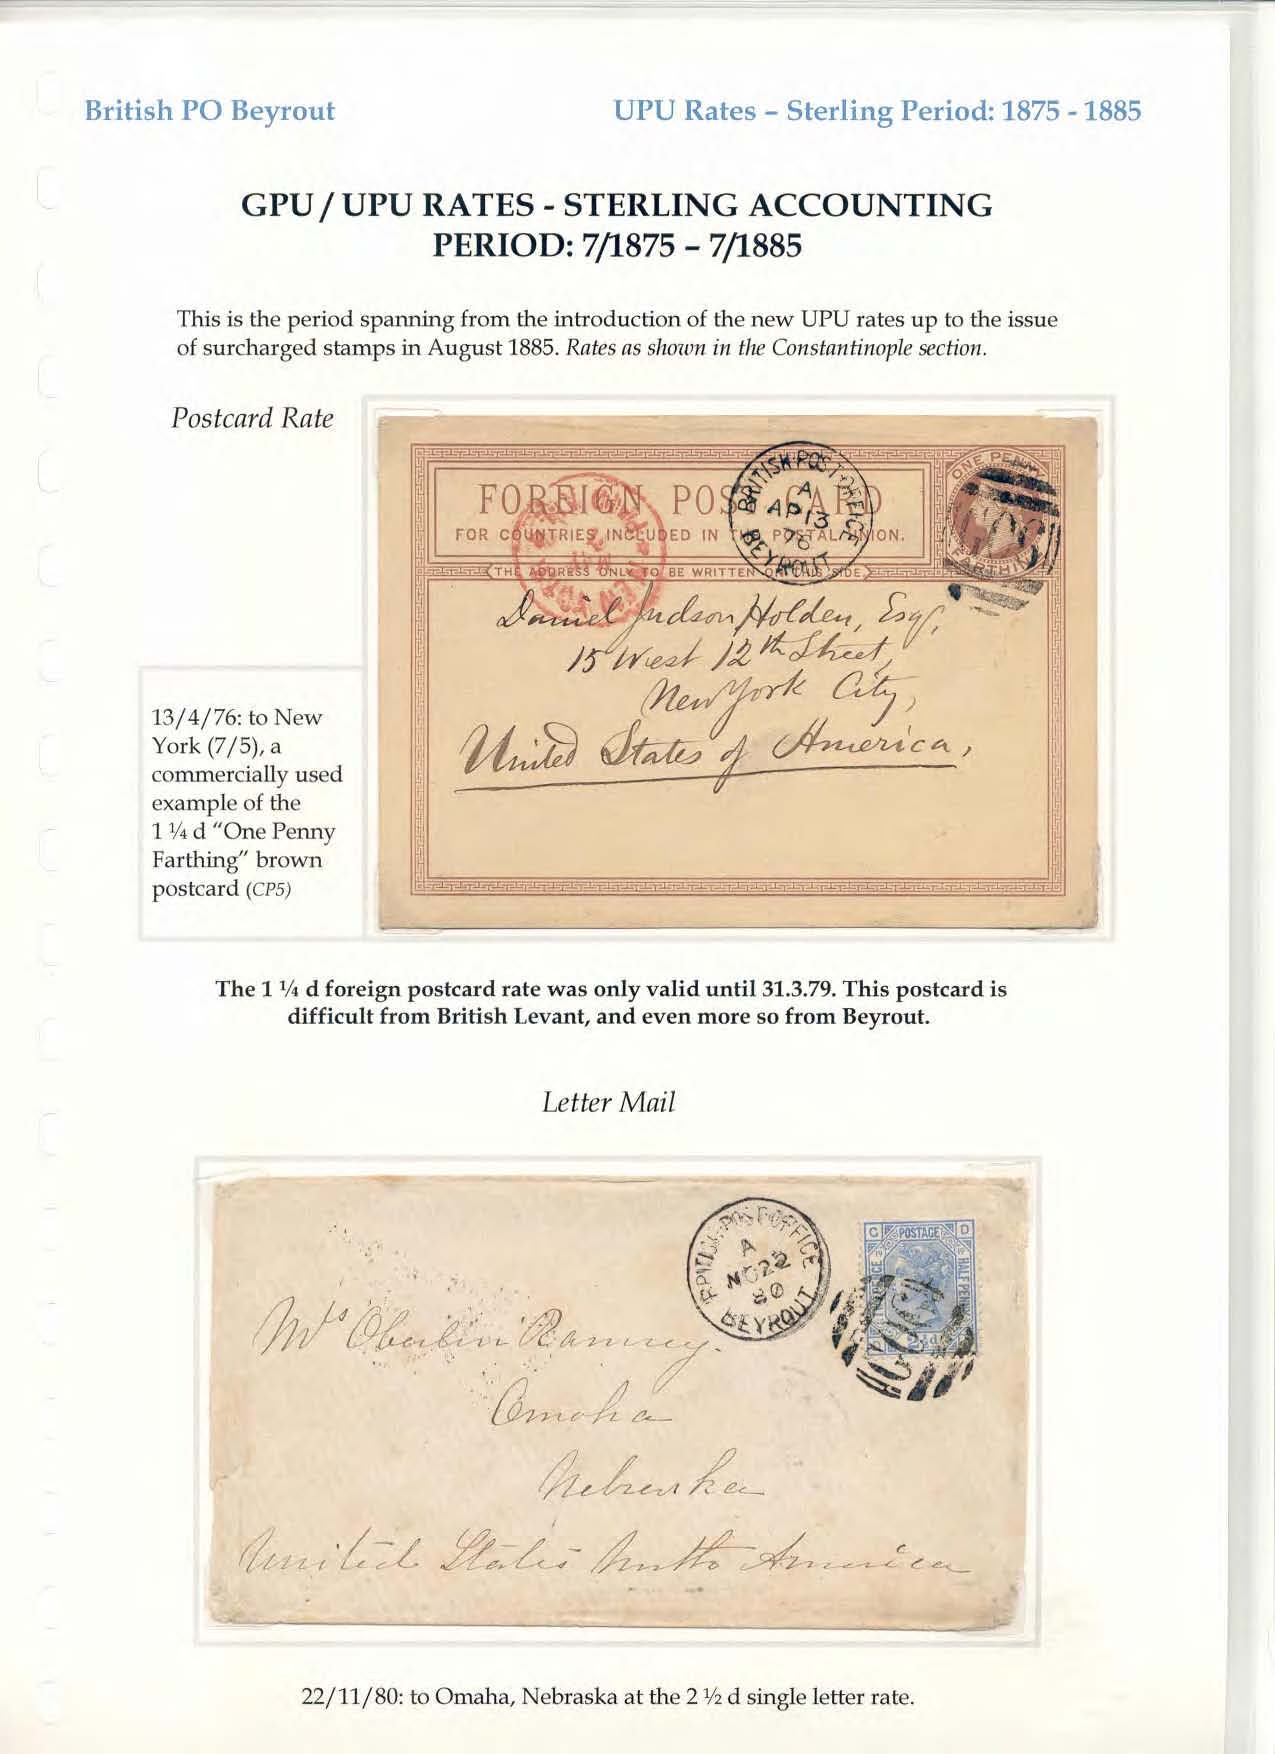 British PO Beyrout
UPU Rates – Sterling Period: 1875 - 1885
GPU / UPU RATES - STERLING ACCOUNTING
PERIOD: 7/1875 – 7/1885
This is the period spanning from the introduction of the new UPU rates up to the issue
of surcharged stamps in August 1885. Rates as shown in the Constantinople section.
Postcard Rate
FOREIGN POST CARD
FOR COUNTRIES INCLUDED IN THE POSTAL UNION.
THE ADDRESS ONLY TO BE WRITTEN ON THIS SIDE
ONE PENNY
FARTHING
BRITISH POST OFFICE
A
AP 13
76
BEYROUT
NEW
Daniel Judson Holden, Esq,
15 West 12th Street,
New York City,
United States of America,
13/4/76: to New
York (7/5), a
commercially used
example of the
1 ¼ d "One Penny
Farthing" brown
postcard (CP5)
The 1 ¼ d foreign postcard rate was only valid until 31.3.79. This postcard is
difficult from British Levant, and even more so from Beyrout.
Letter Mail
BRITISH POST OFFICE
A
NO 22
80
BEYROUT
C POSTAGE D
HALF PENNY
Mrs Oberlin Ramsey.
Omaha
Nebraska
United States North America
22/11/80: to Omaha, Nebraska at the 2 ½ d single letter rate.